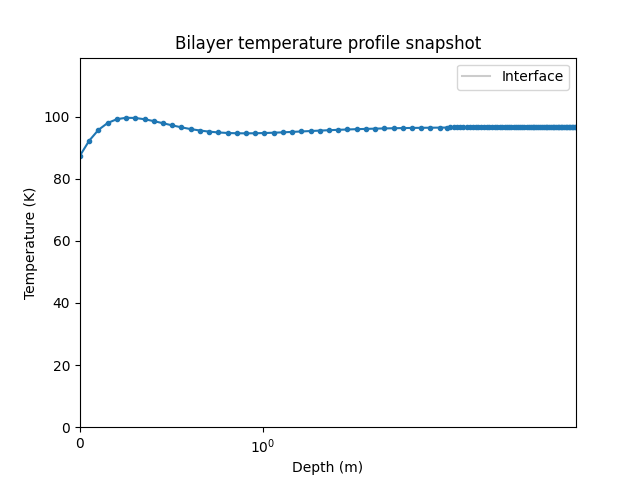 Bilayer temperature profile snapshot
Interface
100
80
60
40
20
0
Temperature (K)
0
10⁰
Depth (m)